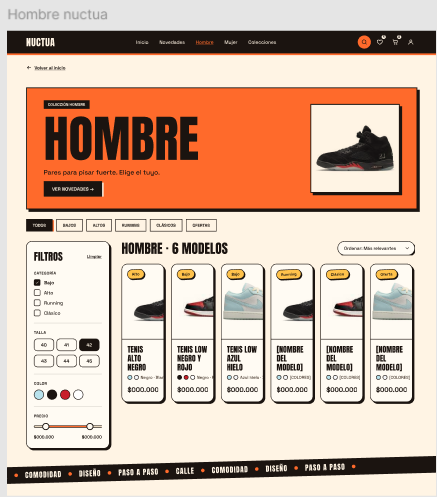 Hombre nuctua
NUCTUA
Inicio Novedades Hombre Mujer Colecciones
← Volver al inicio
COLECCIÓN HOMBRE
HOMBRE
Pares para pisar fuerte. Elige el tuyo.
VER NOVEDADES →
TODOS BAJOS ALTOS RUNNING CLÁSICOS OFERTAS
FILTROS Limpiar
CATEGORÍA
Bajo
Alto
Running
Clásico
TALLA
40 41 42
43 44 45
COLOR
PRECIO
$000.000 $000.000
HOMBRE · 6 MODELOS
Ordenar: Más relevantes
Alto
TENIS
ALTO
NEGRO
$000.000
Bajo
TENIS LOW
NEGRO Y
ROJO
$000.000
Bajo
TENIS LOW
AZUL
HIELO
$000.000
Running
[NOMBRE
DEL
MODELO]
[COLORES]
$000.000
Clásico
[NOMBRE
DEL
MODELO]
[COLORES]
$000.000
Oferta
[NOMBRE
DEL
MODELO]
[COLORES]
$000.000
COMODIDAD • DISEÑO • PASO A PASO • CALLE • COMODIDAD • DISEÑO • PASO A PASO